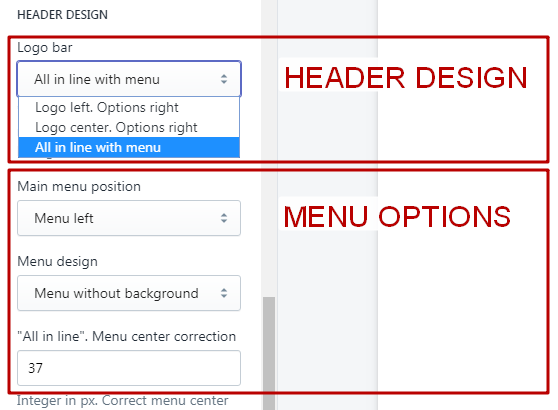 HEADER DESIGN
Logo bar
All in line with menu
HEADER DESIGN
Logo left. Options right
Logo center. Options right
All in line with menu
Main menu position
Menu left
MENU OPTIONS
Menu design
Menu without background
"All in line". Menu center correction
37
Integer in px. Correct menu center